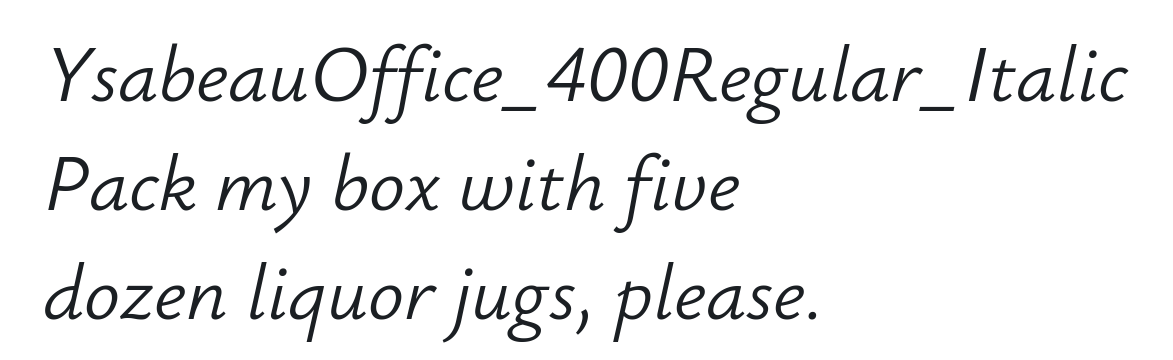 YsabeauOffice_400Regular_Italic
Pack my box with five
dozen liquor jugs, please.